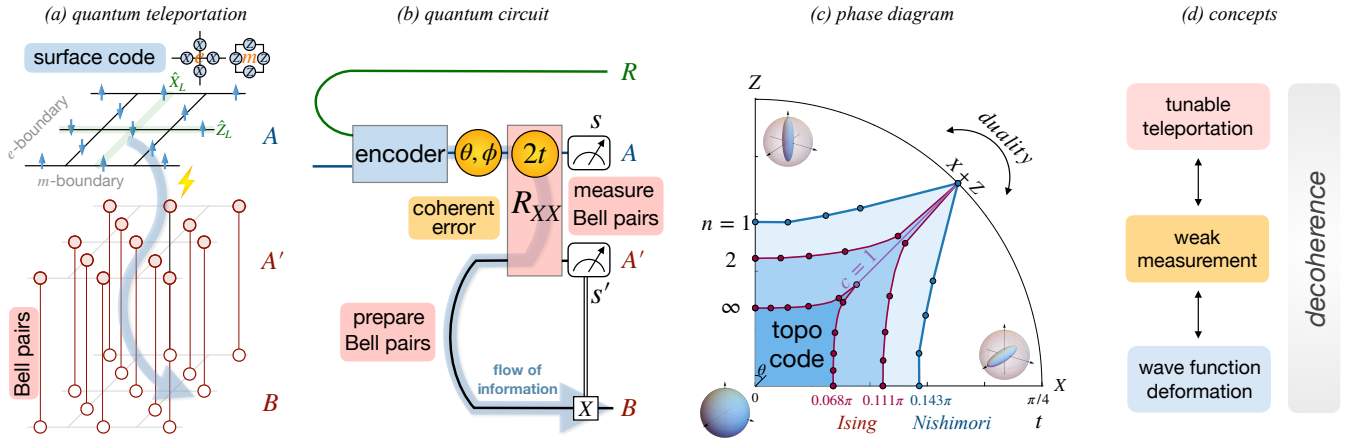 (a) quantum teleportation
surface code
X
X
e
X
X
Z
Z
m
Z
Z
X̂_L
Ẑ_L
e-boundary
m-boundary
A
A′
Bell pairs
B
(b) quantum circuit
R
encoder
θ, ϕ
2t
s
A
coherent
error
R_XX
measure
Bell pairs
A′
s′
prepare
Bell pairs
flow of
information
X
B
(c) phase diagram
Z
duality
X + Z
n = 1
2
∞
c = 1
topo
code
θ
X
0.068π
0.111π
0.143π
π/4
Ising
Nishimori
t
(d) concepts
tunable
teleportation
weak
measurement
wave function
deformation
decoherence